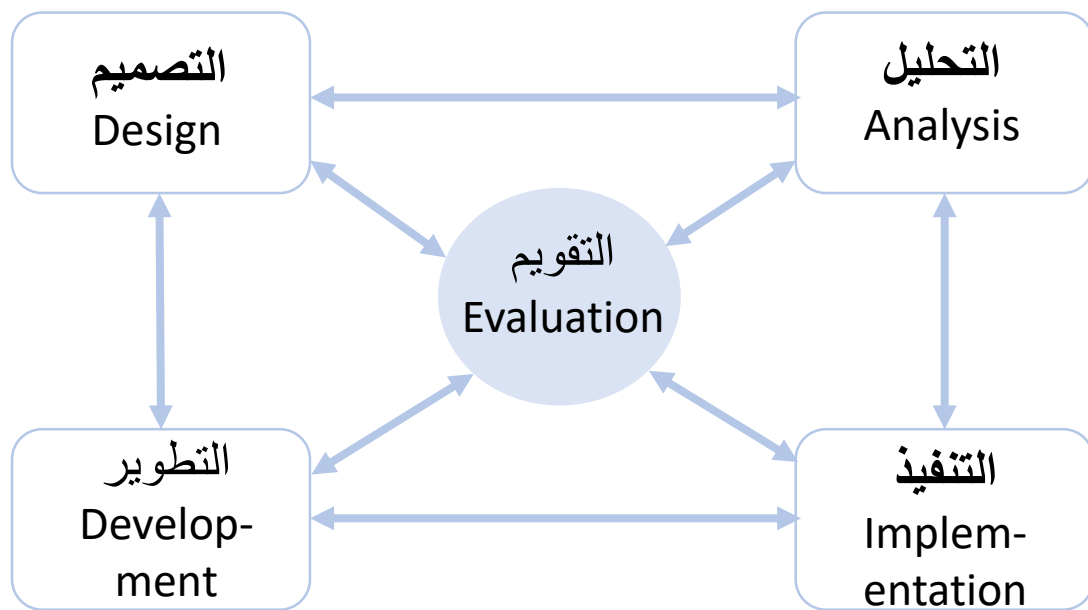 التحليل
Analysis
التصميم
Design
التقويم
Evaluation
التطوير
Develop-
ment
التنفيذ
Implem-
entation